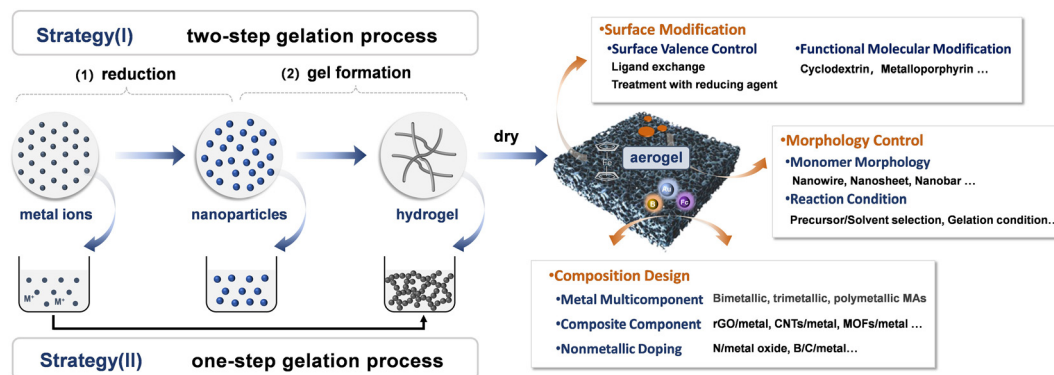 Strategy(I) two-step gelation process
(1) reduction
(2) gel formation
metal ions
nanoparticles
hydrogel
dry
M⁺
M⁺
Strategy(II) one-step gelation process
aerogel
Fe
B
Fc
•Surface Modification
•Surface Valence Control
Ligand exchange
Treatment with reducing agent
•Functional Molecular Modification
Cyclodextrin, Metalloporphyrin ...
•Morphology Control
•Monomer Morphology
Nanowire, Nanosheet, Nanobar ...
•Reaction Condition
Precursor/Solvent selection, Gelation condition...
•Composition Design
•Metal Multicomponent Bimetallic, trimetallic, polymetallic MAs
•Composite Component rGO/metal, CNTs/metal, MOFs/metal ...
•Nonmetallic Doping N/metal oxide, B/C/metal...